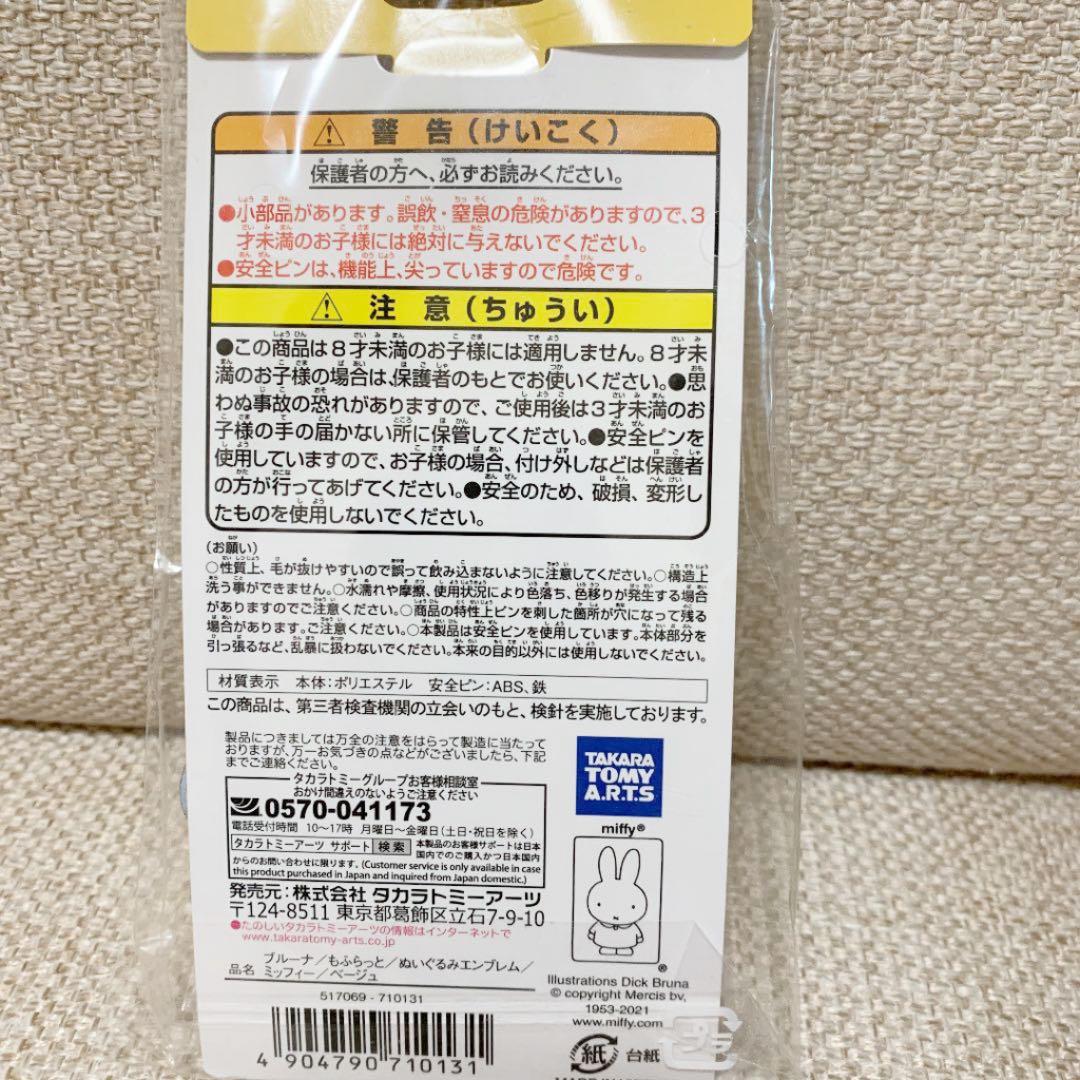 警告(けいこく)
保護者の方へ、必ずお読みください。
●小部品があります。誤飲・窒息の危険がありますので、3
才未満のお子様には絶対に与えないでください。
●安全ピンは、機能上、尖っていますので危険です。
注意(ちゅうい)
●この商品は8才未満のお子様には適用しません。8才未
満のお子様の場合は、保護者のもとでお使いください。●思
わぬ事故の恐れがありますので、ご使用後は3才未満のお
子様の手の届かない所に保管してください。●安全ピンを
使用していますので、お子様の場合、付け外しなどは保護者
の方が行ってあげてください。●安全のため、破損、変形し
たものを使用しないでください。
(お願い)
○性質上、毛が抜けやすいので誤って飲み込まないように注意してください。○構造上
洗う事ができません。○水濡れや摩擦、使用状況により色落ち、色移りが発生する場合
がありますのでご注意ください。○商品の特性上ピンを刺した箇所が穴になって残る
場合があります。ご注意ください。○本製品は安全ピンを使用しています。本体部分を
引っ張るなど、乱暴に扱わないでください。本来の目的以外には使用しないでください。
材質表示 本体:ポリエステル 安全ピン:ABS、鉄
この商品は、第三者検査機関の立会いのもと、検針を実施しております。
製品につきましては万全の注意をはらって製造に当たって
おりますが、万一お気づきの点などがございましたら、下記
までご連絡ください。
タカラトミーグループお客様相談室
おかけ間違えのないようご注意ください
0570-041173
電話受付時間 10〜17時 月曜日〜金曜日(土日・祝日を除く)
タカラトミーアーツ サポート 検索 本製品のお客様サポートは日本
国内でのご購入かつ日本国内
からのお問い合わせに限ります。(Customer service is only available in case
this product purchased in Japan and inquired from Japan domestic.)
発売元:株式会社 タカラトミーアーツ
〒124-8511 東京都葛飾区立石7-9-10
●たのしいタカラトミーアーツの情報はインターネットで
www.takaratomy-arts.co.jp
品名 ブルーナ/もふらっと/ぬいぐるみエンブレム/
ミッフィー/ベージュ
517069-710131
4 904790 710131
TAKARA
TOMY
A.R.T.S
miffy®
®
Illustrations Dick Bruna
© copyright Mercis bv,
1953-2021
www.miffy.com
紙 台紙
プラ